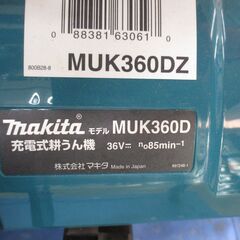 0 88381 63061 0
800B28-8
MUK360DZ
makita モデル MUK360D
充電式耕うん機 36V⎓ n₀85min⁻¹
株式会社マキタ Made in Japan